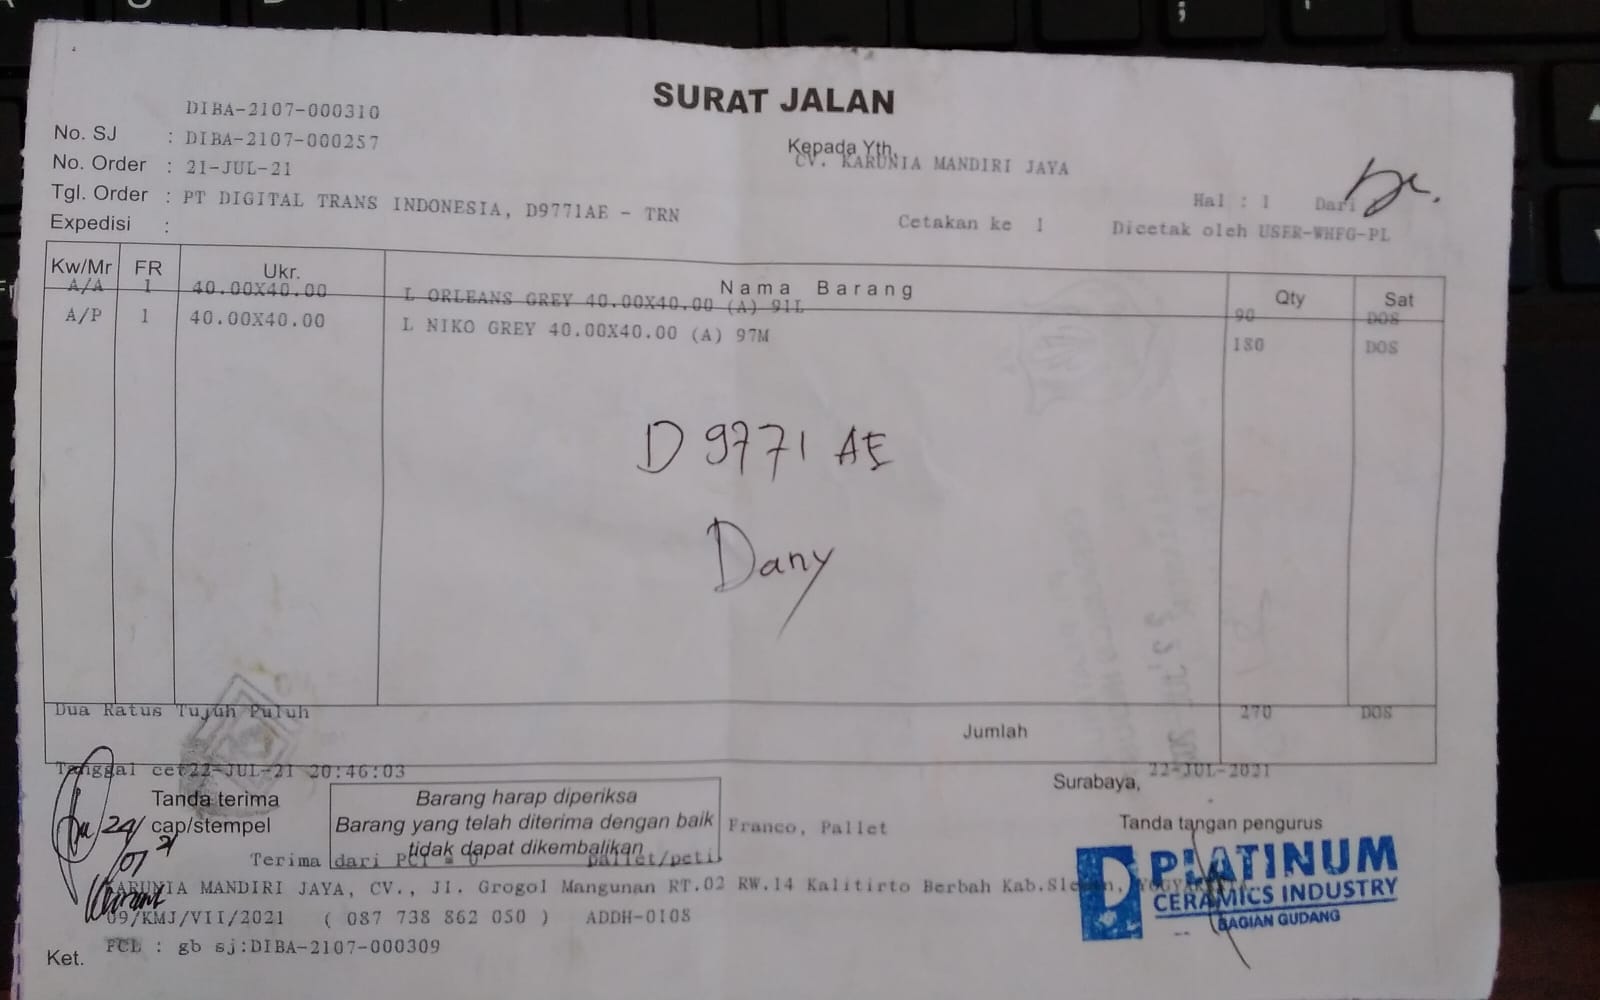 SURAT JALAN
DIBA-2107-000310
No. SJ : DIBA-2107-000257
No. Order : 21-JUL-21
Tgl. Order : PT DIGITAL TRANS INDONESIA, D9771AE - TRN
Expedisi :
Kepada Yth.
CV. KARUNIA MANDIRI JAYA
Hal : 1 Dari
Cetakan ke 1 Dicetak oleh USER-WHFG-PL
Kw/Mr FR Ukr. Nama Barang Qty Sat
A/A 1 40.00X40.00 L ORLEANS GREY 40.00X40.00 (A) 91L 90 DOS
A/P 1 40.00X40.00 L NIKO GREY 40.00X40.00 (A) 97M 180 DOS
D 9771 AE
Dany
Dua Ratus Tujuh Puluh 270 DOS
Jumlah
Tanggal cet22-JUL-21 20:46:03
Surabaya, 22-JUL-2021
Tanda terima
cap/stempel
24/
07 21
Barang harap diperiksa
Barang yang telah diterima dengan baik
tidak dapat dikembalikan
Franco, Pallet
Tanda tangan pengurus
Terima dari PCI = 0 pallet/peti
PLATINUM
CERAMICS INDUSTRY
BAGIAN GUDANG
KARUNIA MANDIRI JAYA, CV., Jl. Grogol Mangunan RT.02 RW.14 Kalitirto Berbah Kab.Sleman, YOGYAKARTA
09/KMJ/VII/2021 ( 087 738 862 050 ) ADDH-0108
Ket. PCL : gb sj:DIBA-2107-000309